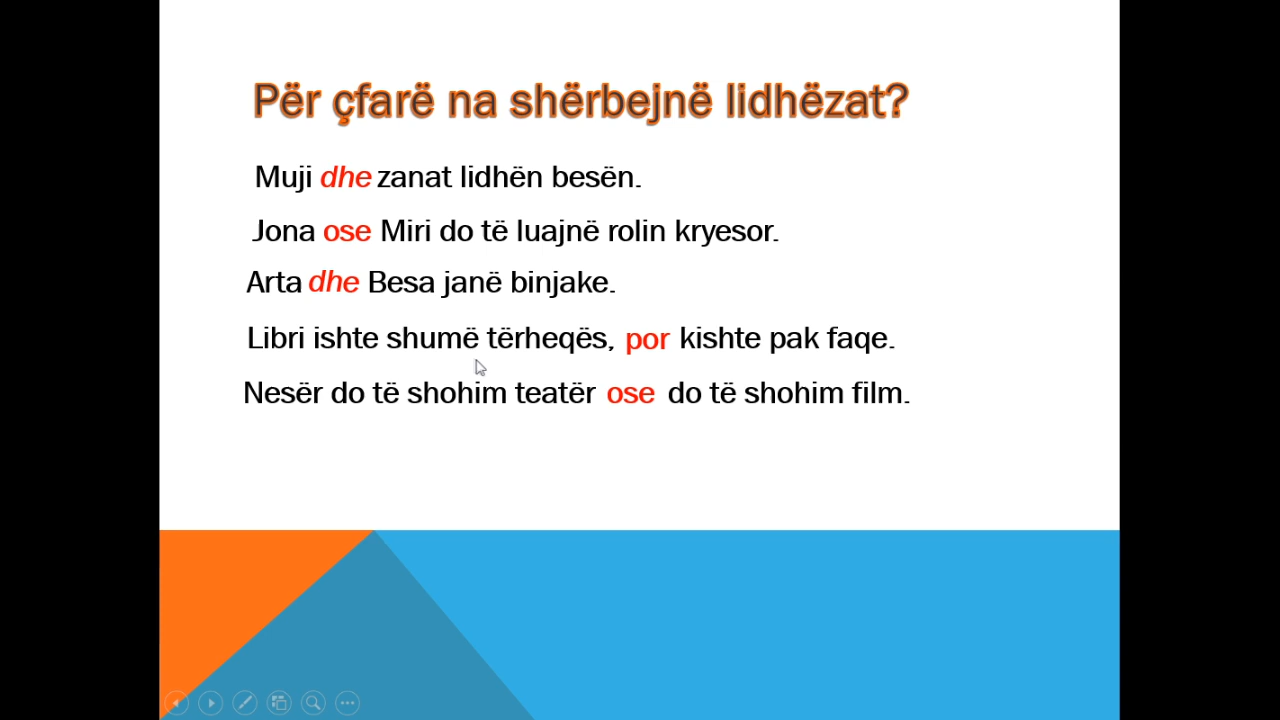 Për çfarë na shërbejnë lidhëzat?
Muji dhe zanat lidhën besën.
Jona ose Miri do të luajnë rolin kryesor.
Arta dhe Besa janë binjake.
Libri ishte shumë tërheqës, por kishte pak faqe.
Nesër do të shohim teatër ose do të shohim film.